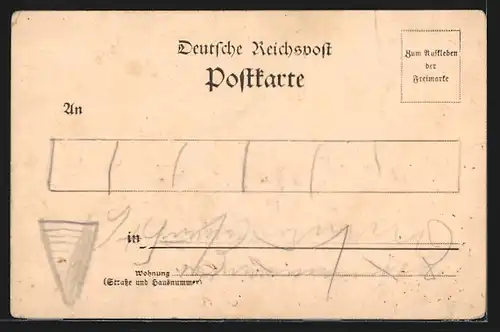 Deutsche Reichspost
Postkarte
Zum Aufkleben
der
Freimarke
An
in
Wohnung
(Straße und Hausnummer)